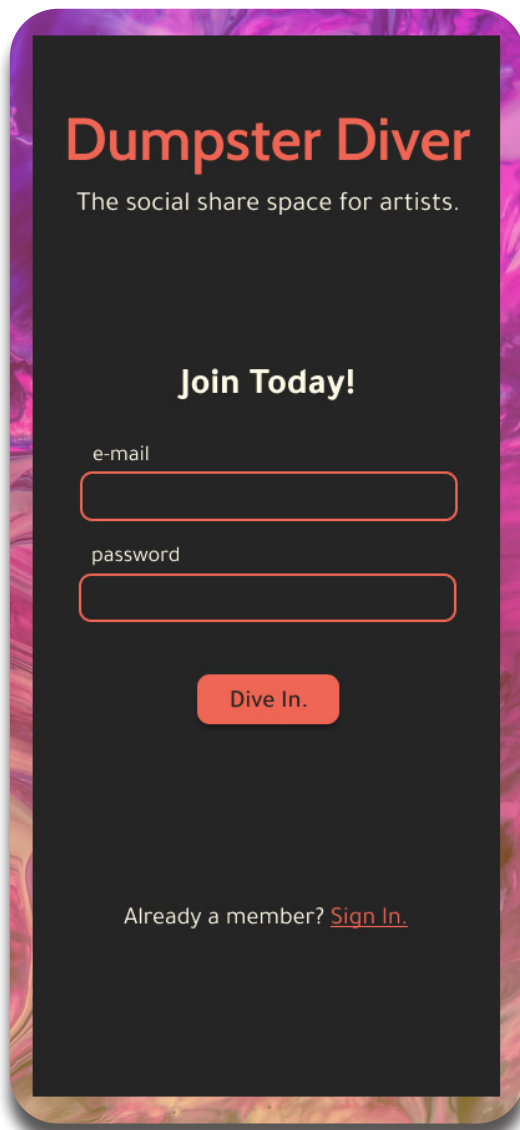 Dumpster Diver
The social share space for artists.
Join Today!
e-mail
password
Dive In.
Already a member? Sign In.